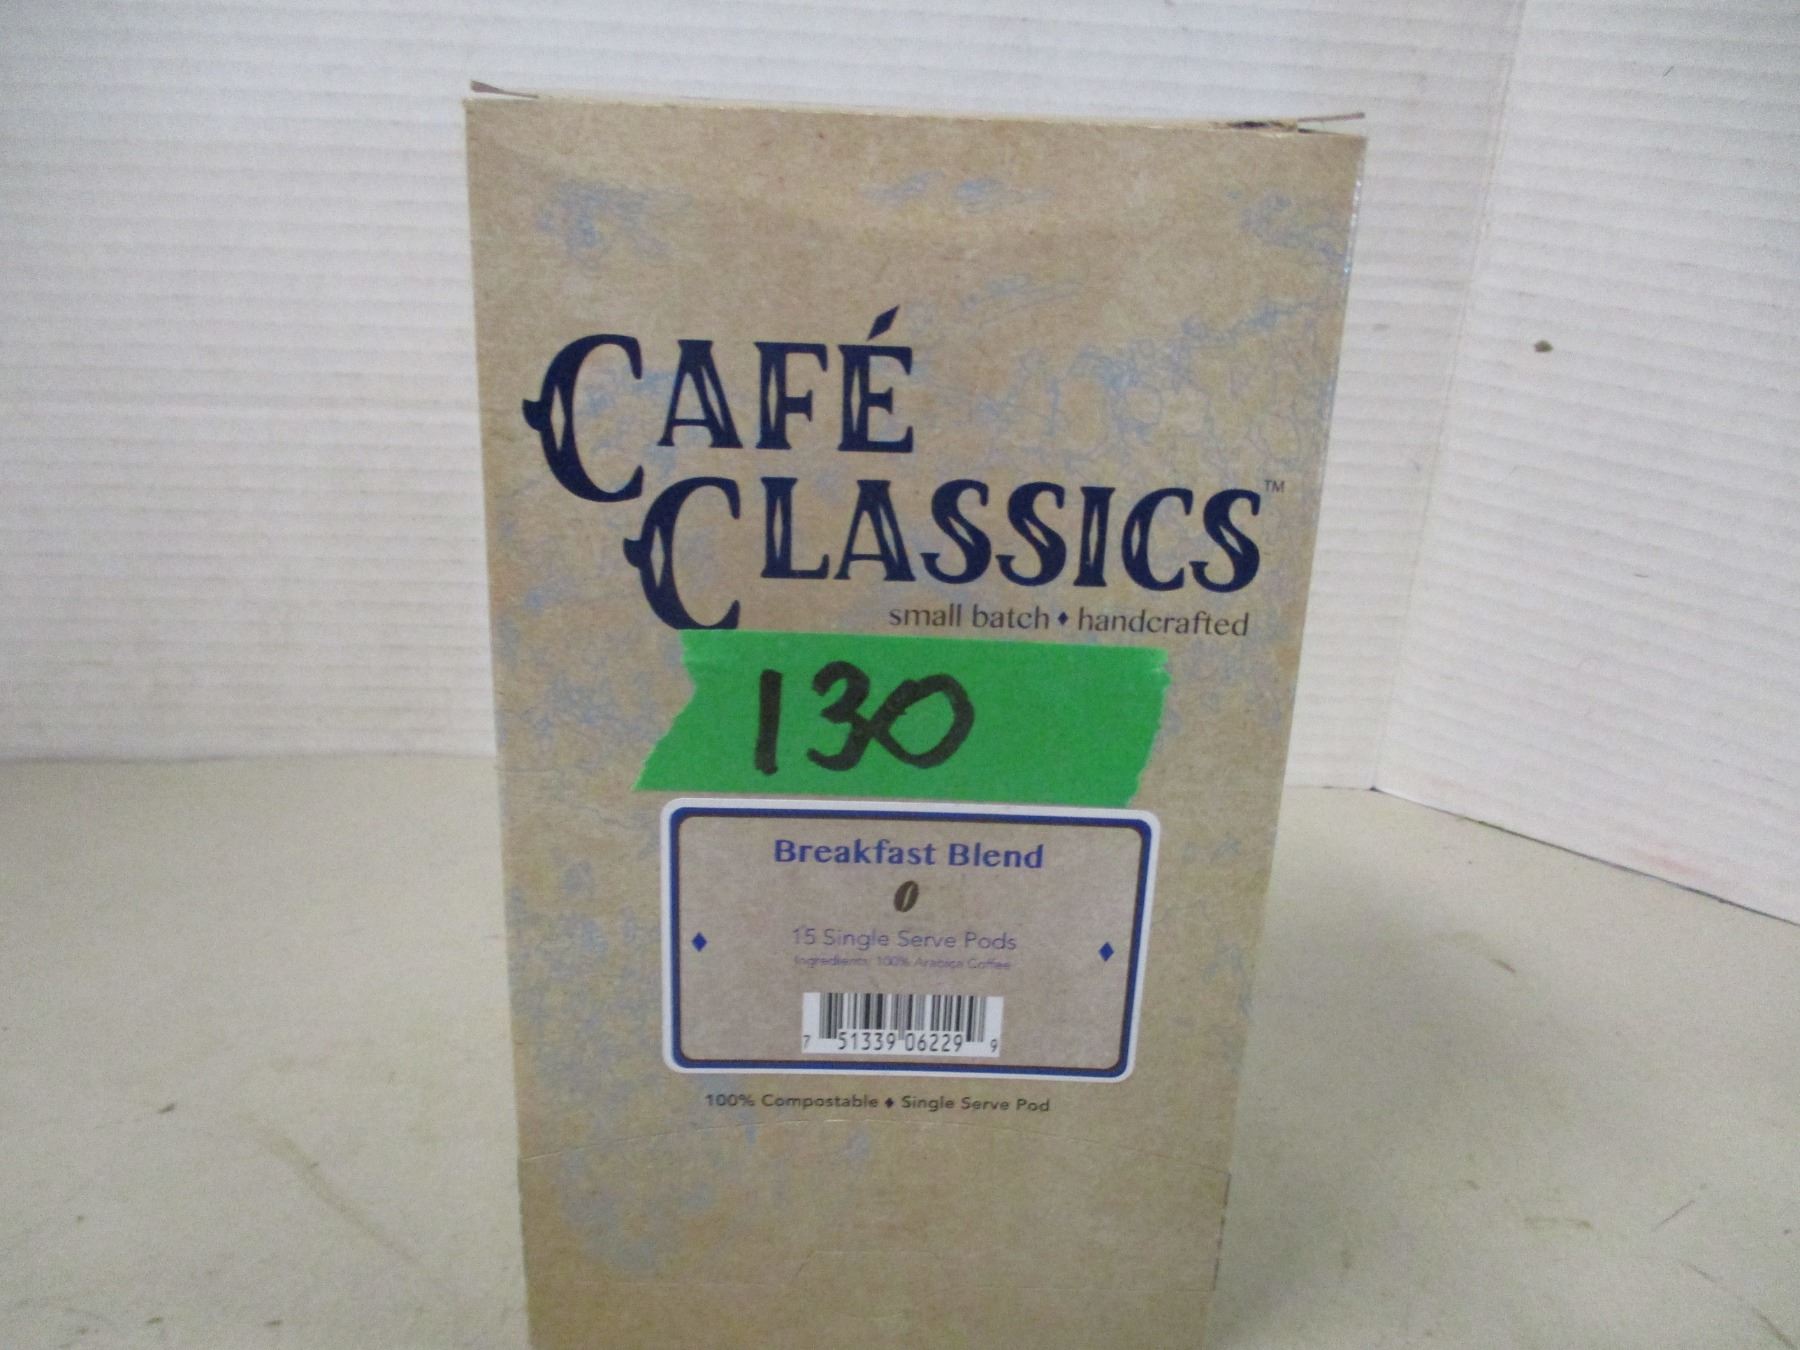 CAFÉ
CLASSICS™
small batch ♦ handcrafted
130
Breakfast Blend
15 Single Serve Pods
Ingredients: 100% Arabica Coffee
7 51339 06229 9
100% Compostable ♦ Single Serve Pod